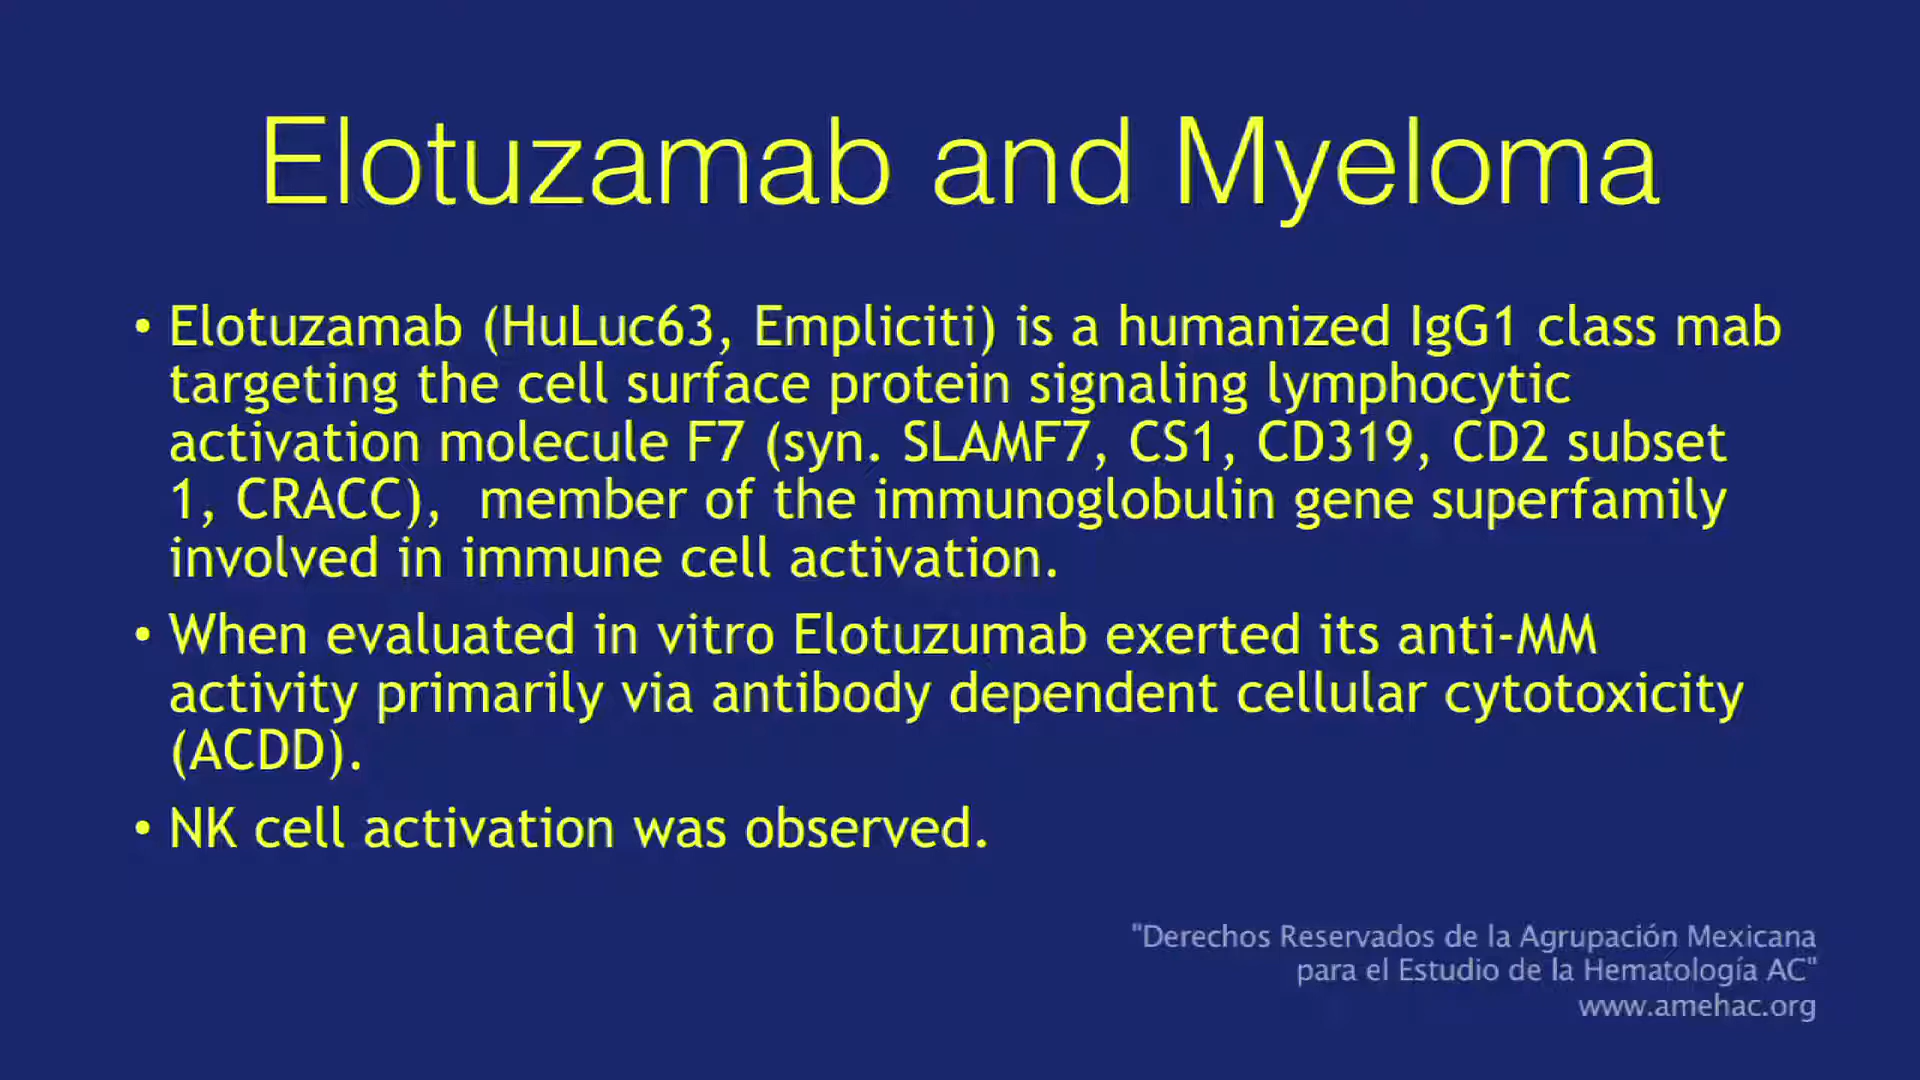 Elotuzamab and Myeloma
• Elotuzamab (HuLuc63, Empliciti) is a humanized IgG1 class mab
targeting the cell surface protein signaling lymphocytic
activation molecule F7 (syn. SLAMF7, CS1, CD319, CD2 subset
1, CRACC), member of the immunoglobulin gene superfamily
involved in immune cell activation.
• When evaluated in vitro Elotuzumab exerted its anti-MM
activity primarily via antibody dependent cellular cytotoxicity
(ACDD).
• NK cell activation was observed.
"Derechos Reservados de la Agrupación Mexicana
para el Estudio de la Hematología AC"
www.amehac.org